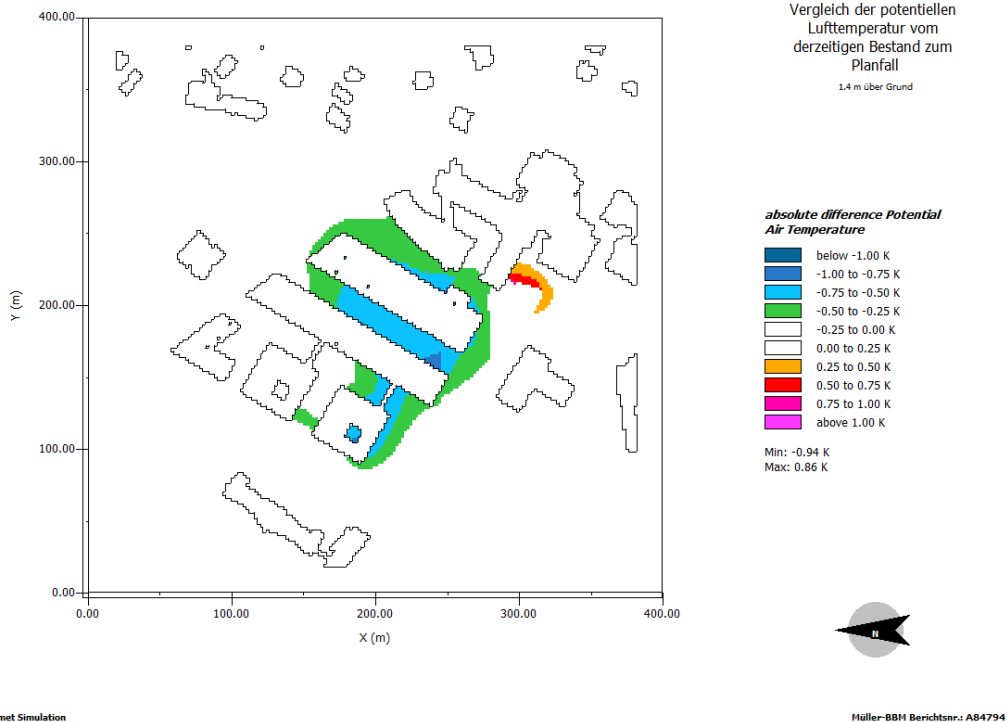 Vergleich der potentiellen
Lufttemperatur vom
derzeitigen Bestand zum
Planfall
1.4 m über Grund
400.00
300.00
200.00
100.00
0.00
Y (m)
0.00 100.00 200.00 300.00 400.00
X (m)
absolute difference Potential
Air Temperature
below -1.00 K
-1.00 to -0.75 K
-0.75 to -0.50 K
-0.50 to -0.25 K
-0.25 to 0.00 K
0.00 to 0.25 K
0.25 to 0.50 K
0.50 to 0.75 K
0.75 to 1.00 K
above 1.00 K
Min: -0.94 K
Max: 0.86 K
N
met Simulation
Müller-BBM Berichtsnr.: A84794